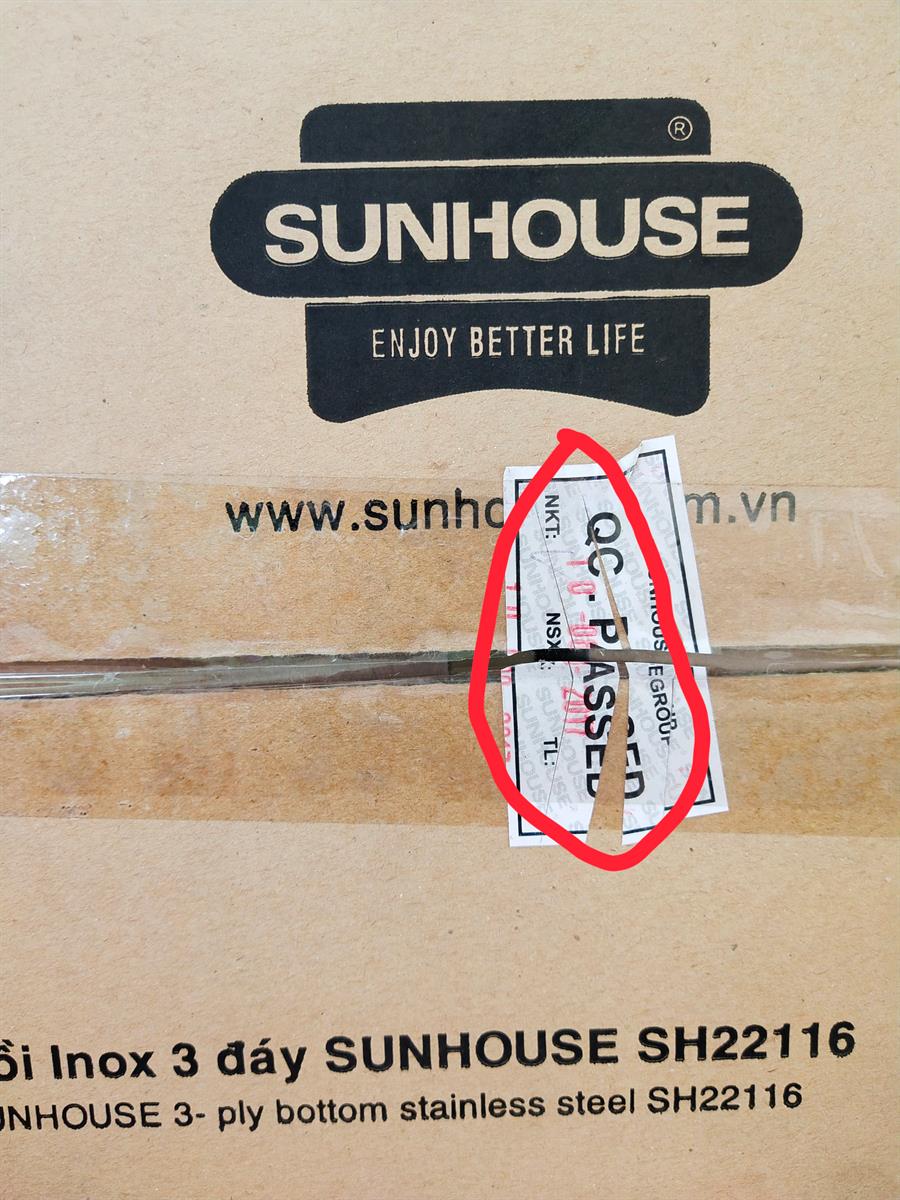 ®
SUNHOUSE
ENJOY BETTER LIFE
www.sunho
m.vn
QC - PASSED
NKT:
NSX
TL:
ồi Inox 3 đáy SUNHOUSE SH22116
UNHOUSE 3- ply bottom stainless steel SH22116